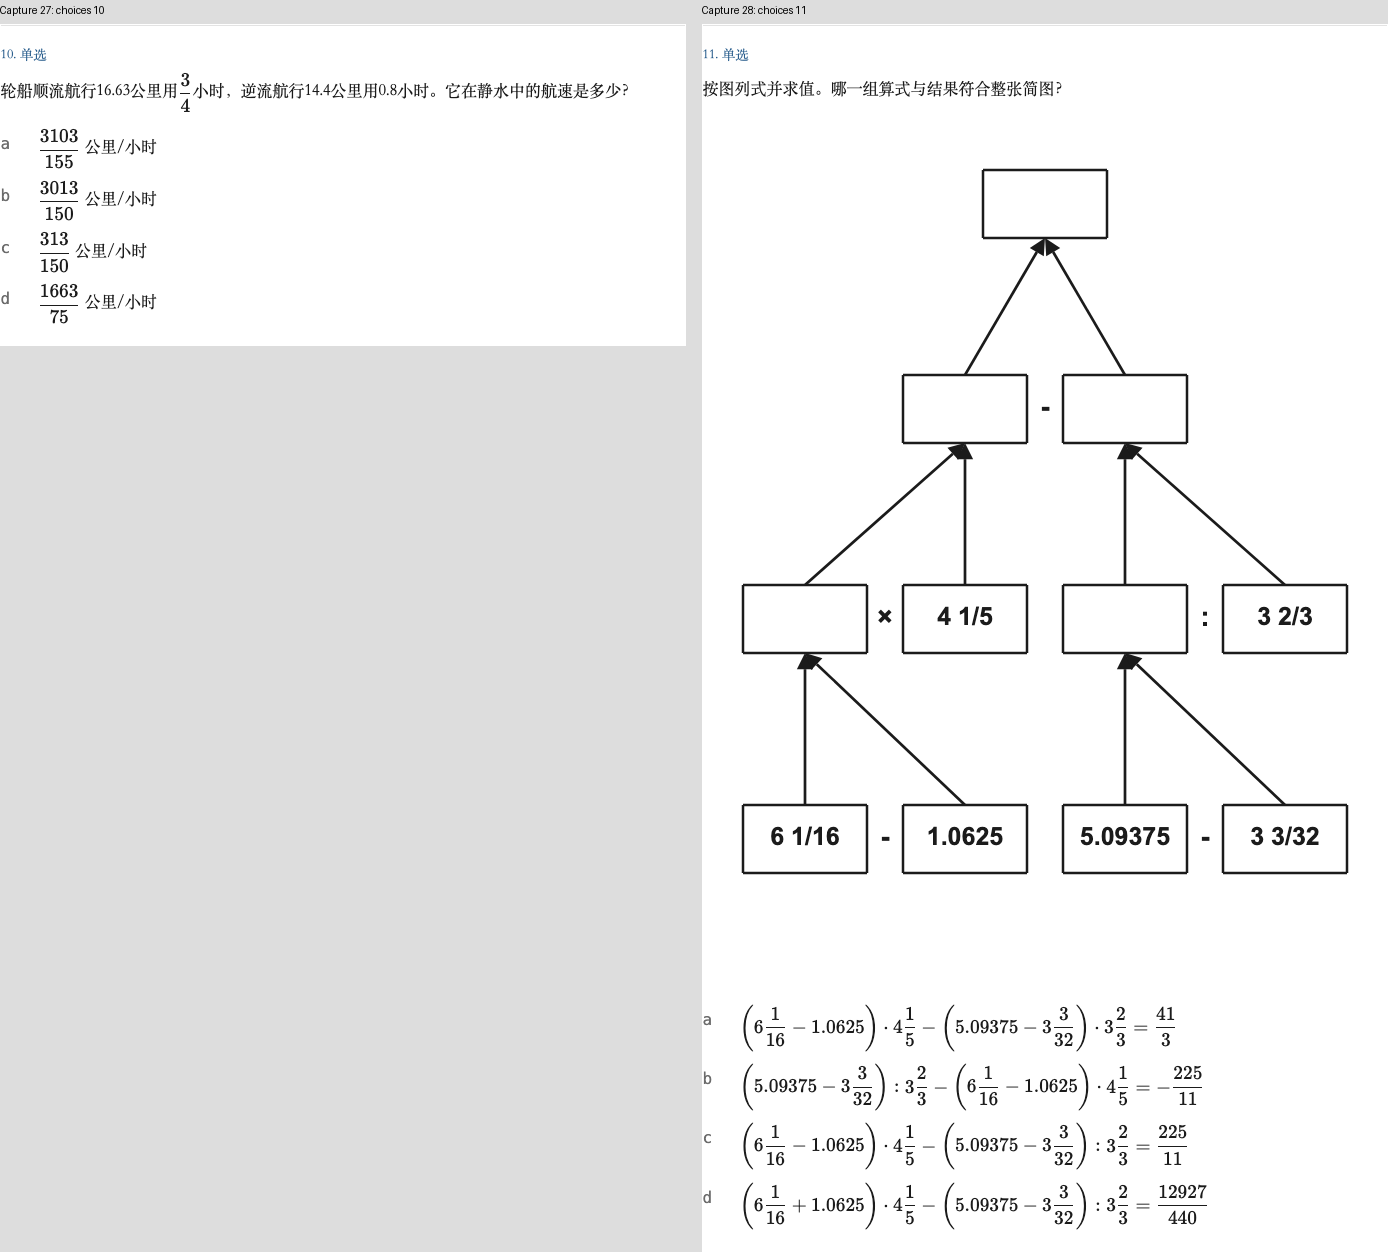 Capture 27: choices 10
10. 单选
轮船顺流航行16.63公里用3/4小时，逆流航行14.4公里用0.8小时。它在静水中的航速是多少?
a 3103/155 公里/小时
b 3013/150 公里/小时
c 313/150 公里/小时
d 1663/75 公里/小时
Capture 28: choices 11
11. 单选
按图列式并求值。哪一组算式与结果符合整张简图?
-
× 4 1/5 : 3 2/3
6 1/16 - 1.0625 5.09375 - 3 3/32
a (6 1/16 − 1.0625) · 4 1/5 − (5.09375 − 3 3/32) · 3 2/3 = 41/3
b (5.09375 − 3 3/32) : 3 2/3 − (6 1/16 − 1.0625) · 4 1/5 = −225/11
c (6 1/16 − 1.0625) · 4 1/5 − (5.09375 − 3 3/32) : 3 2/3 = 225/11
d (6 1/16 + 1.0625) · 4 1/5 − (5.09375 − 3 3/32) : 3 2/3 = 12927/440